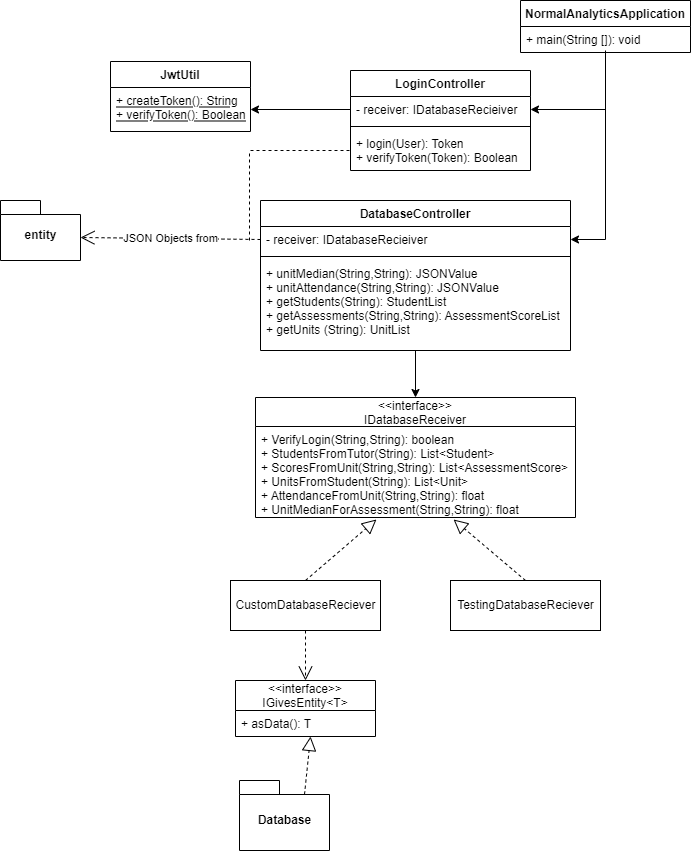 NormalAnalyticsApplication
+ main(String []): void
JwtUtil
+ createToken(): String
+ verifyToken(): Boolean
LoginController
- receiver: IDatabaseRecieiver
+ login(User): Token
+ verifyToken(Token): Boolean
entity
JSON Objects from
DatabaseController
- receiver: IDatabaseRecieiver
+ unitMedian(String,String): JSONValue
+ unitAttendance(String,String): JSONValue
+ getStudents(String): StudentList
+ getAssessments(String,String): AssessmentScoreList
+ getUnits (String): UnitList
<<interface>>
IDatabaseReceiver
+ VerifyLogin(String,String): boolean
+ StudentsFromTutor(String): List<Student>
+ ScoresFromUnit(String,String): List<AssessmentScore>
+ UnitsFromStudent(String): List<Unit>
+ AttendanceFromUnit(String,String): float
+ UnitMedianForAssessment(String,String): float
CustomDatabaseReciever
TestingDatabaseReciever
<<interface>>
IGivesEntity<T>
+ asData(): T
Database